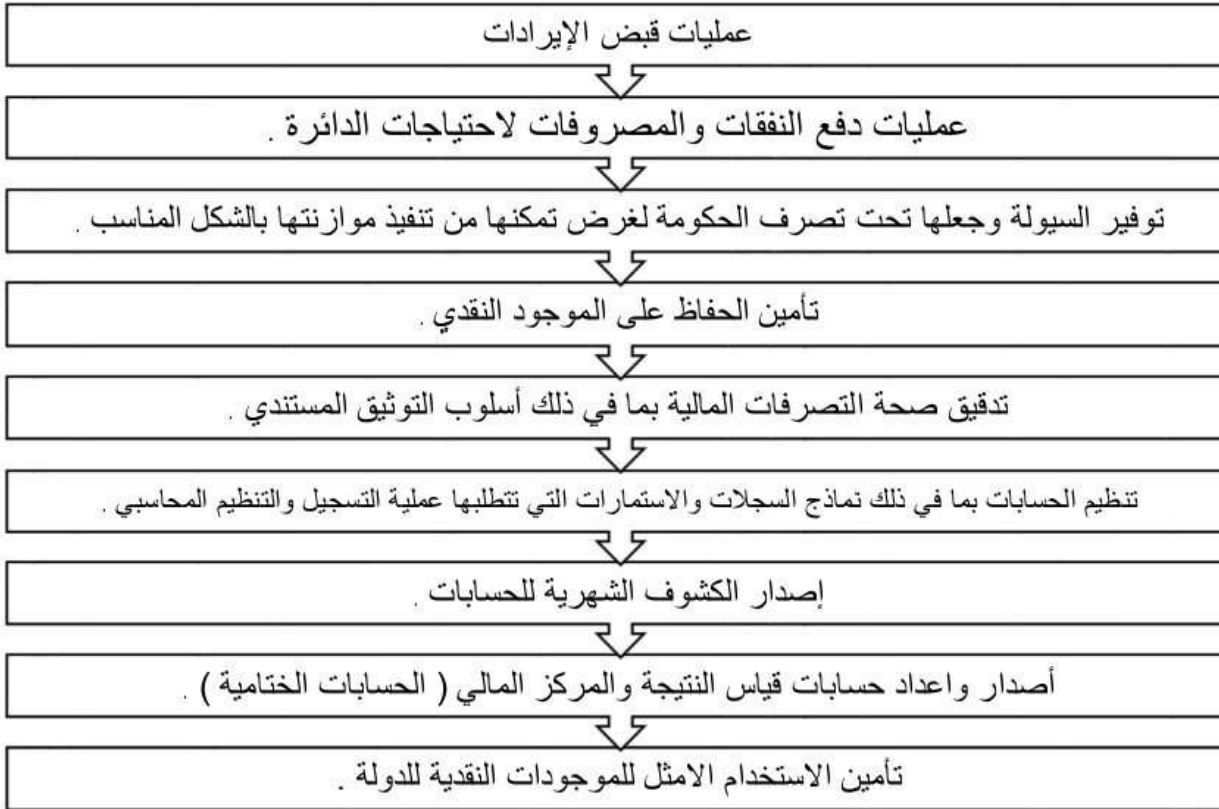 عمليات قبض الإيرادات
عمليات دفع النفقات والمصروفات لاحتياجات الدائرة .
توفير السيولة وجعلها تحت تصرف الحكومة لغرض تمكنها من تنفيذ موازنتها بالشكل المناسب .
تأمين الحفاظ على الموجود النقدي .
تدقيق صحة التصرفات المالية بما في ذلك أسلوب التوثيق المستندي .
تنظيم الحسابات بما في ذلك نماذج السجلات والاستمارات التي تتطلبها عملية التسجيل والتنظيم المحاسبي .
إصدار الكشوف الشهرية للحسابات .
أصدار واعداد حسابات قياس النتيجة والمركز المالي ( الحسابات الختامية ) .
تأمين الاستخدام الامثل للموجودات النقدية للدولة .